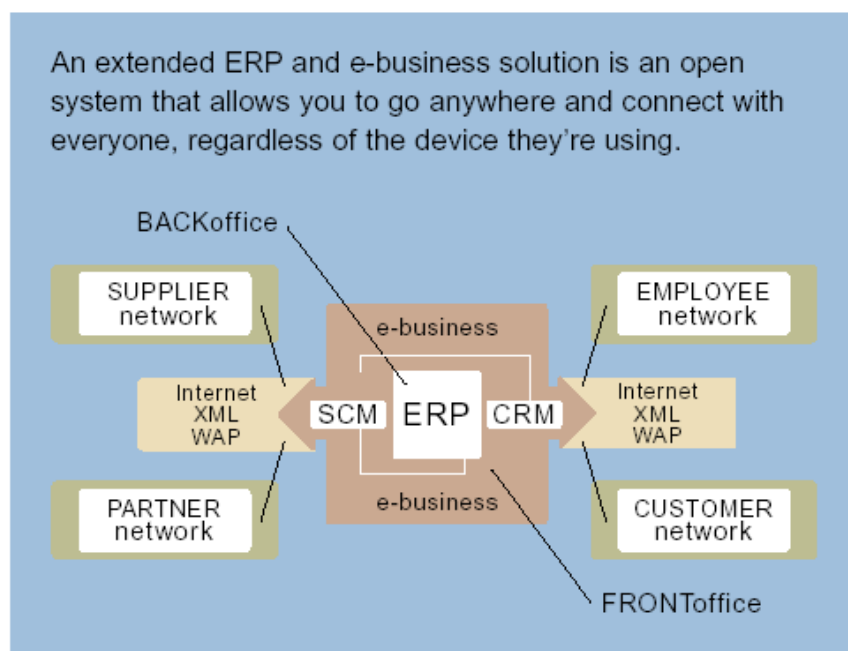 An extended ERP and e-business solution is an open
system that allows you to go anywhere and connect with
everyone, regardless of the device they're using.
BACKoffice
SUPPLIER
network
EMPLOYEE
network
e-business
Internet
XML
WAP
SCM
ERP
CRM
Internet
XML
WAP
e-business
PARTNER
network
CUSTOMER
network
FRONToffice